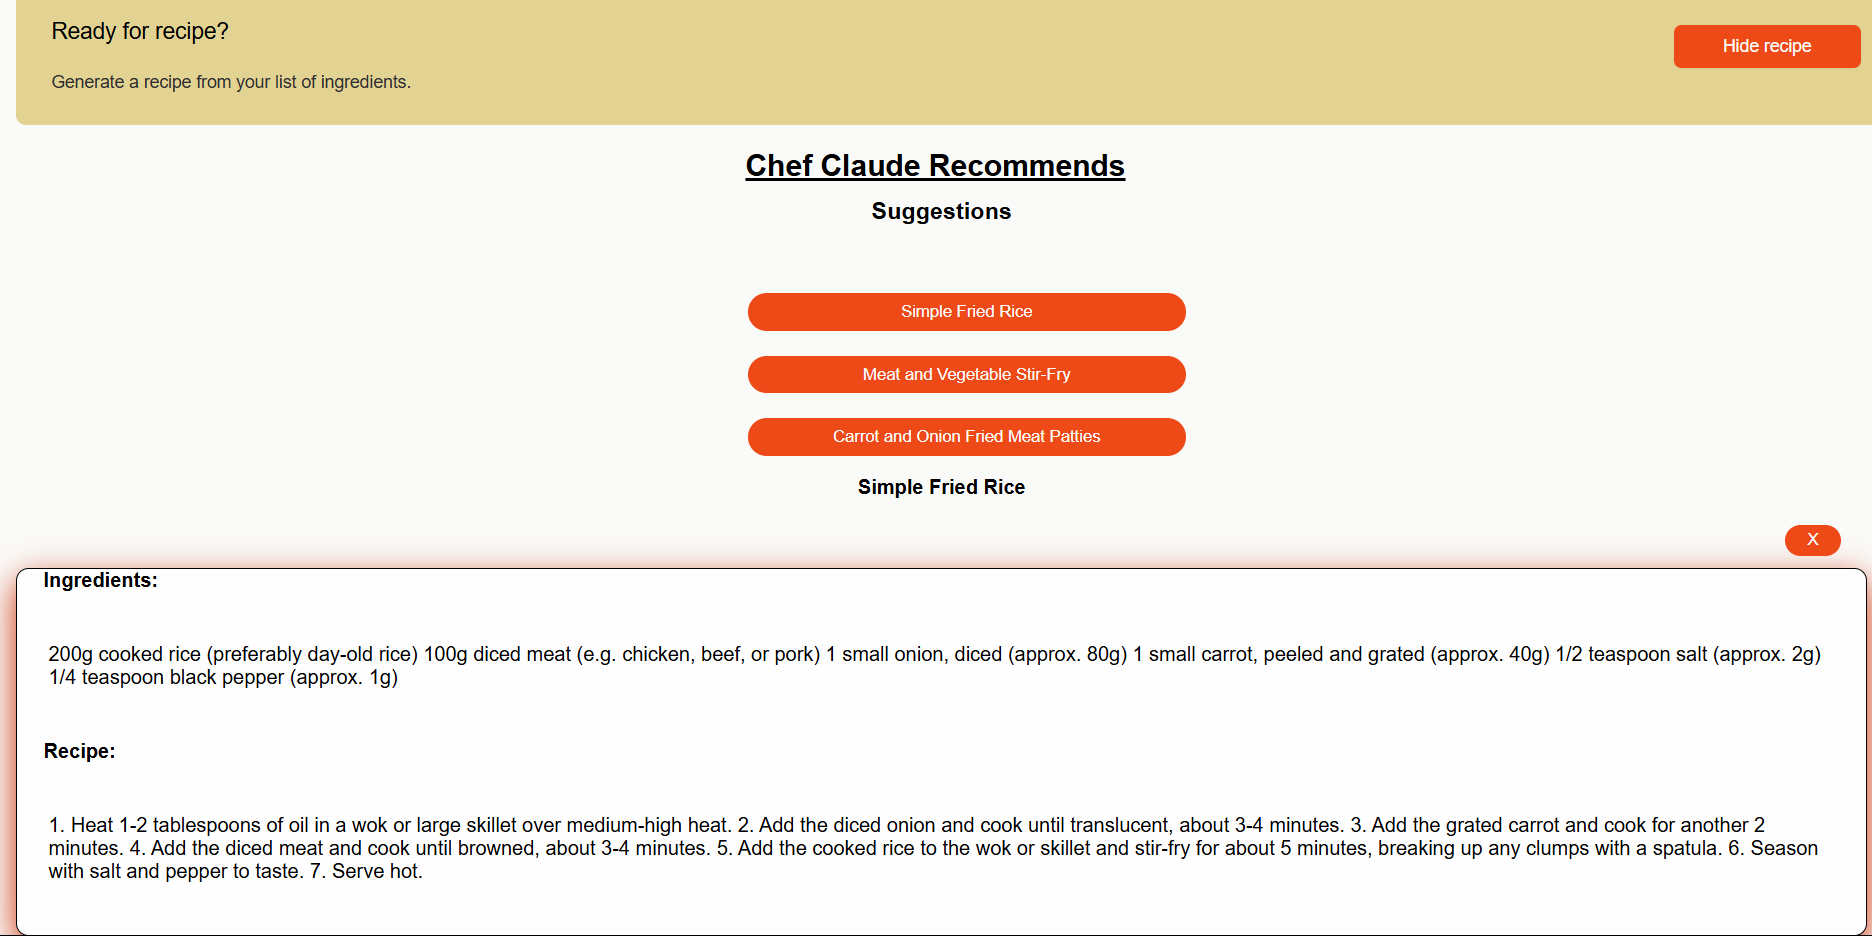 Ready for recipe?
Hide recipe
Generate a recipe from your list of ingredients.
Chef Claude Recommends
Suggestions
Simple Fried Rice
Meat and Vegetable Stir-Fry
Carrot and Onion Fried Meat Patties
Simple Fried Rice
X
Ingredients:
200g cooked rice (preferably day-old rice) 100g diced meat (e.g. chicken, beef, or pork) 1 small onion, diced (approx. 80g) 1 small carrot, peeled and grated (approx. 40g) 1/2 teaspoon salt (approx. 2g)
1/4 teaspoon black pepper (approx. 1g)
Recipe:
1. Heat 1-2 tablespoons of oil in a wok or large skillet over medium-high heat. 2. Add the diced onion and cook until translucent, about 3-4 minutes. 3. Add the grated carrot and cook for another 2
minutes. 4. Add the diced meat and cook until browned, about 3-4 minutes. 5. Add the cooked rice to the wok or skillet and stir-fry for about 5 minutes, breaking up any clumps with a spatula. 6. Season
with salt and pepper to taste. 7. Serve hot.